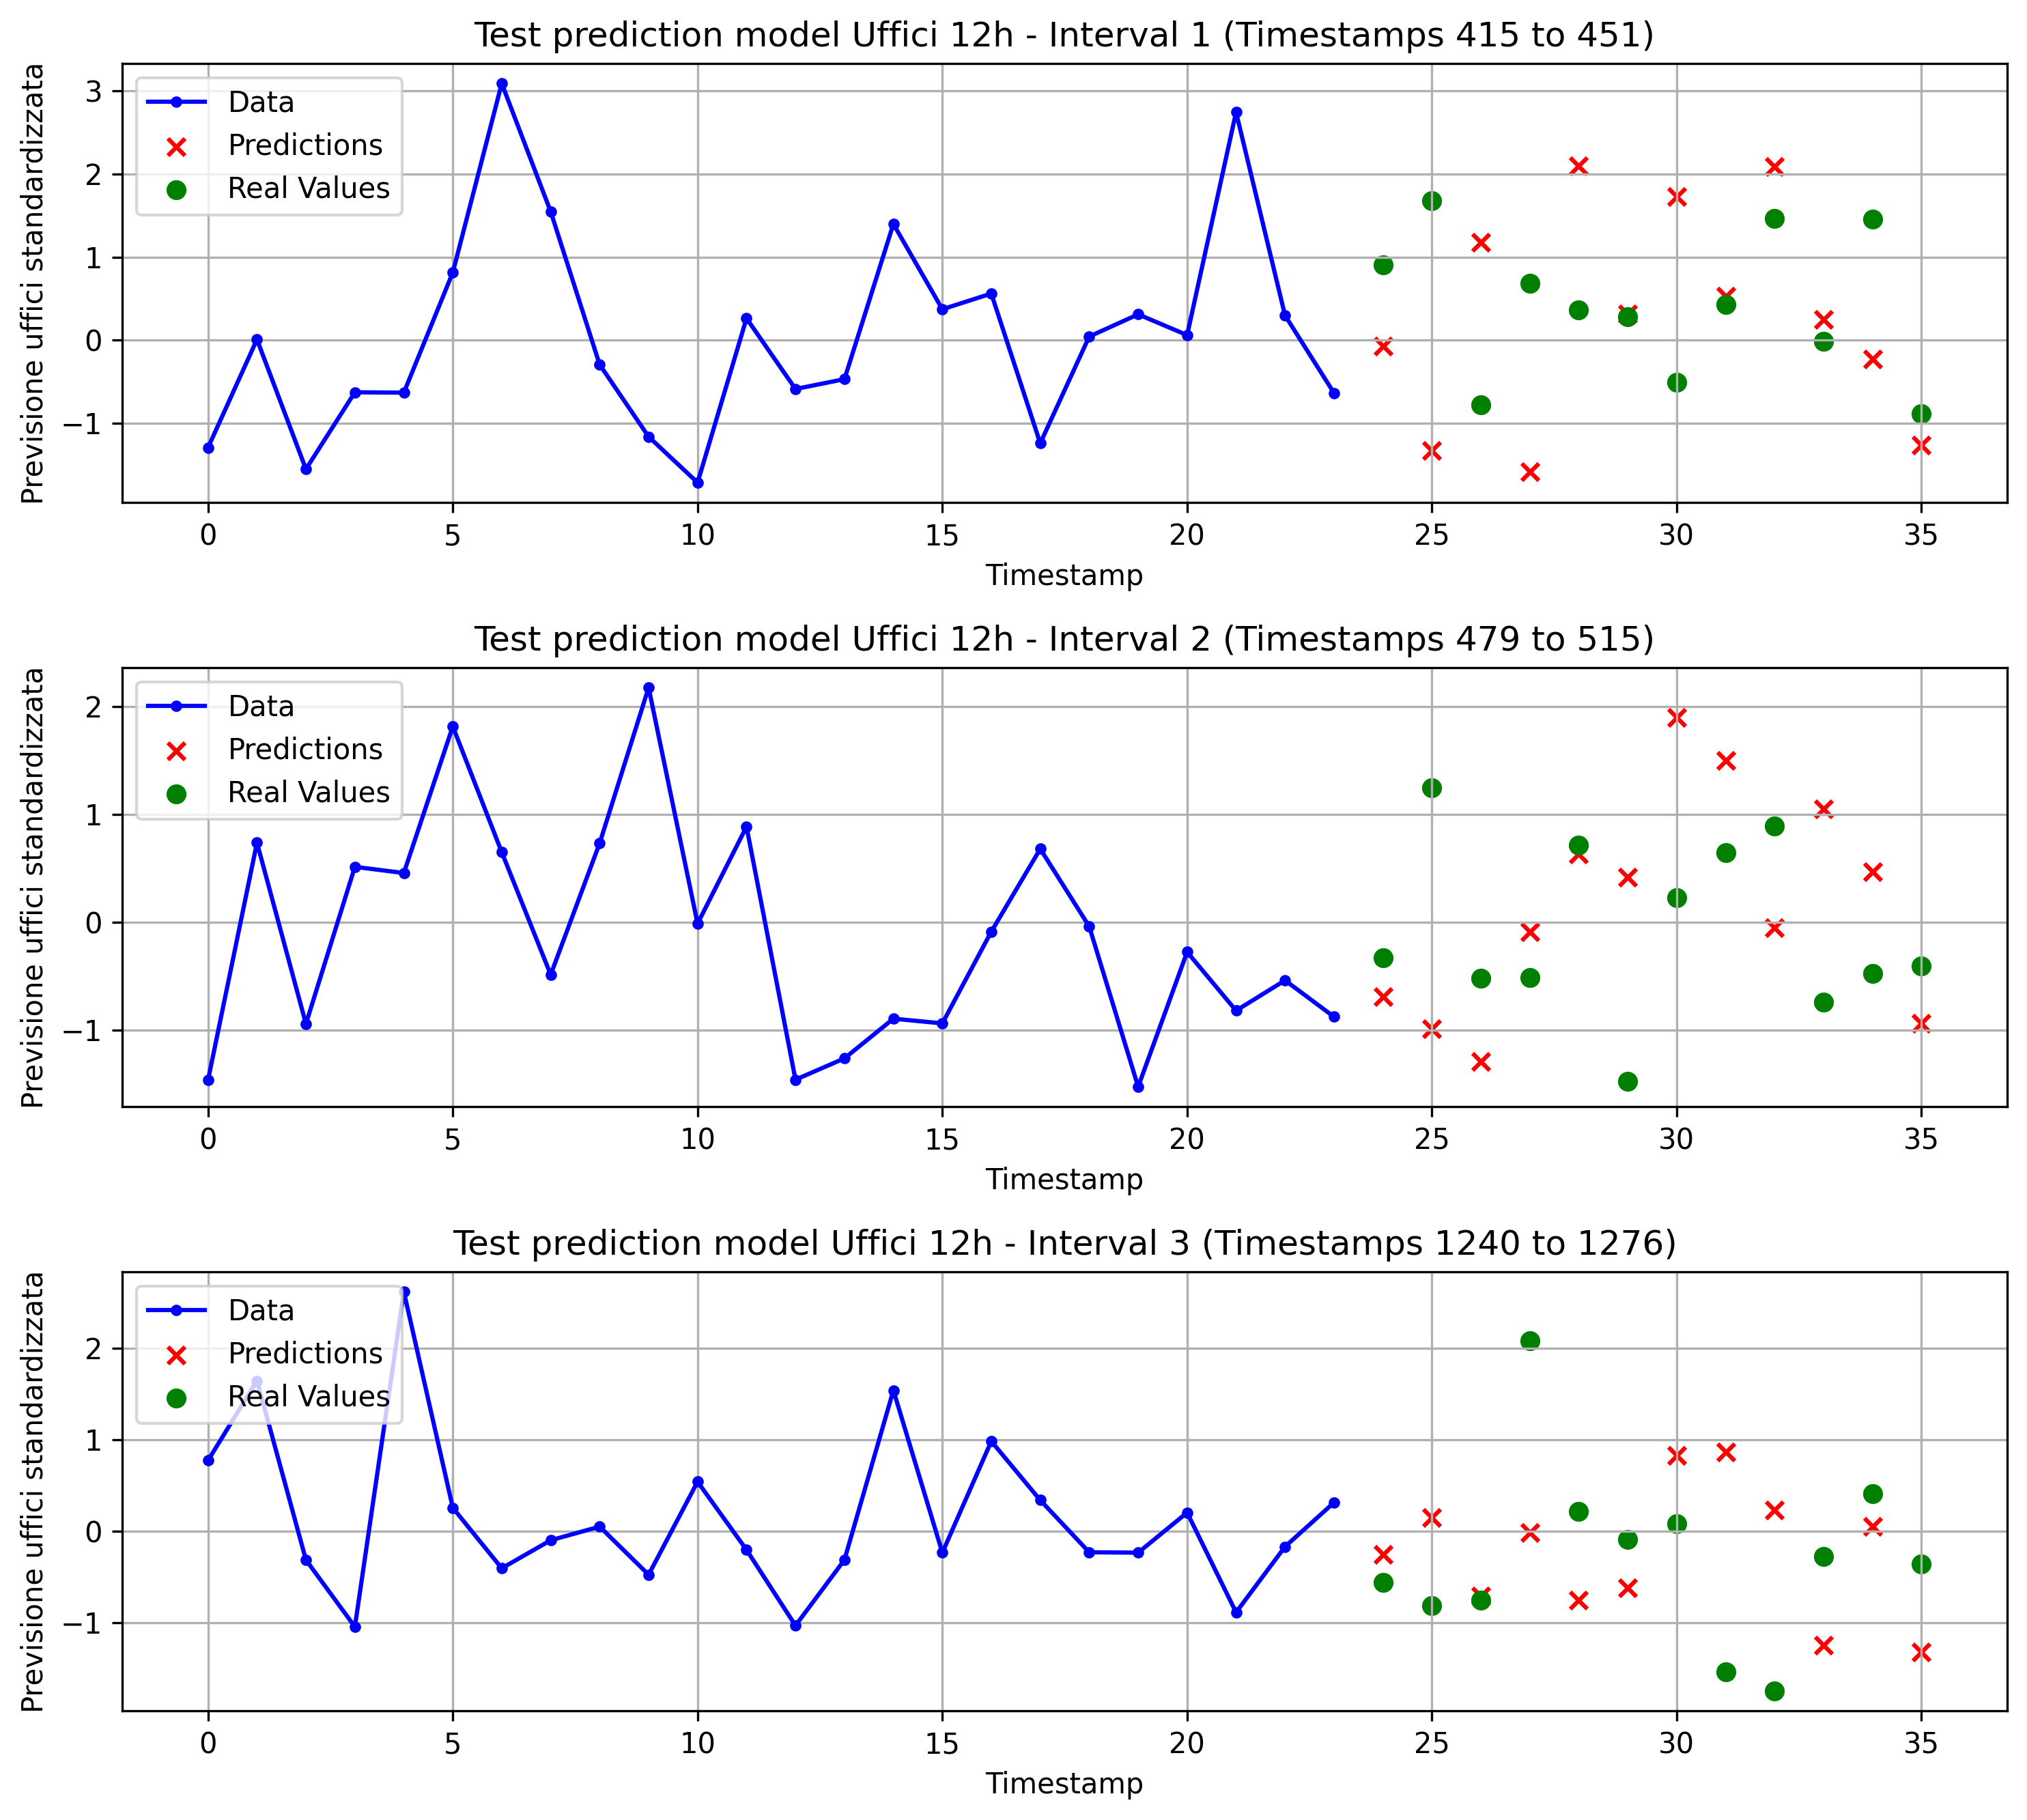 Test prediction model Uffici 12h - Interval 1 (Timestamps 415 to 451)
Previsione uffici standardizzata
3
2
1
0
−1
Data
Predictions
Real Values
0 5 10 15 20 25 30 35
Timestamp
Test prediction model Uffici 12h - Interval 2 (Timestamps 479 to 515)
Previsione uffici standardizzata
2
1
0
−1
Data
Predictions
Real Values
0 5 10 15 20 25 30 35
Timestamp
Test prediction model Uffici 12h - Interval 3 (Timestamps 1240 to 1276)
Previsione uffici standardizzata
2
1
0
−1
Data
Predictions
Real Values
0 5 10 15 20 25 30 35
Timestamp